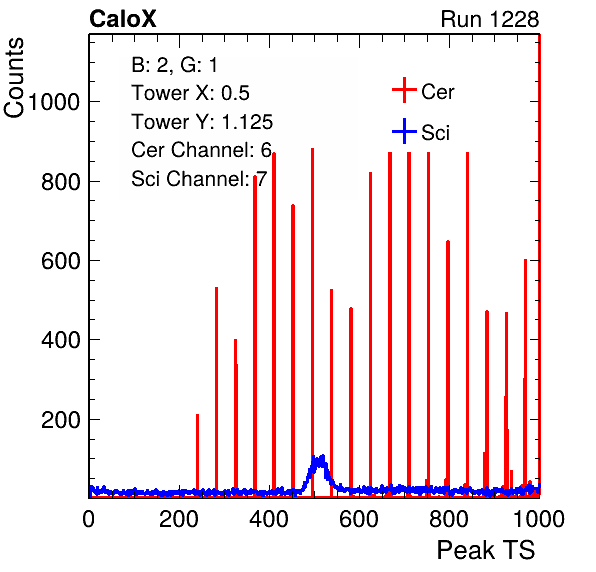 CaloX Run 1228
Counts
B: 2, G: 1
Tower X: 0.5
Tower Y: 1.125
Cer Channel: 6
Sci Channel: 7
Cer
Sci
1000
800
600
400
200
0 200 400 600 800 1000
Peak TS